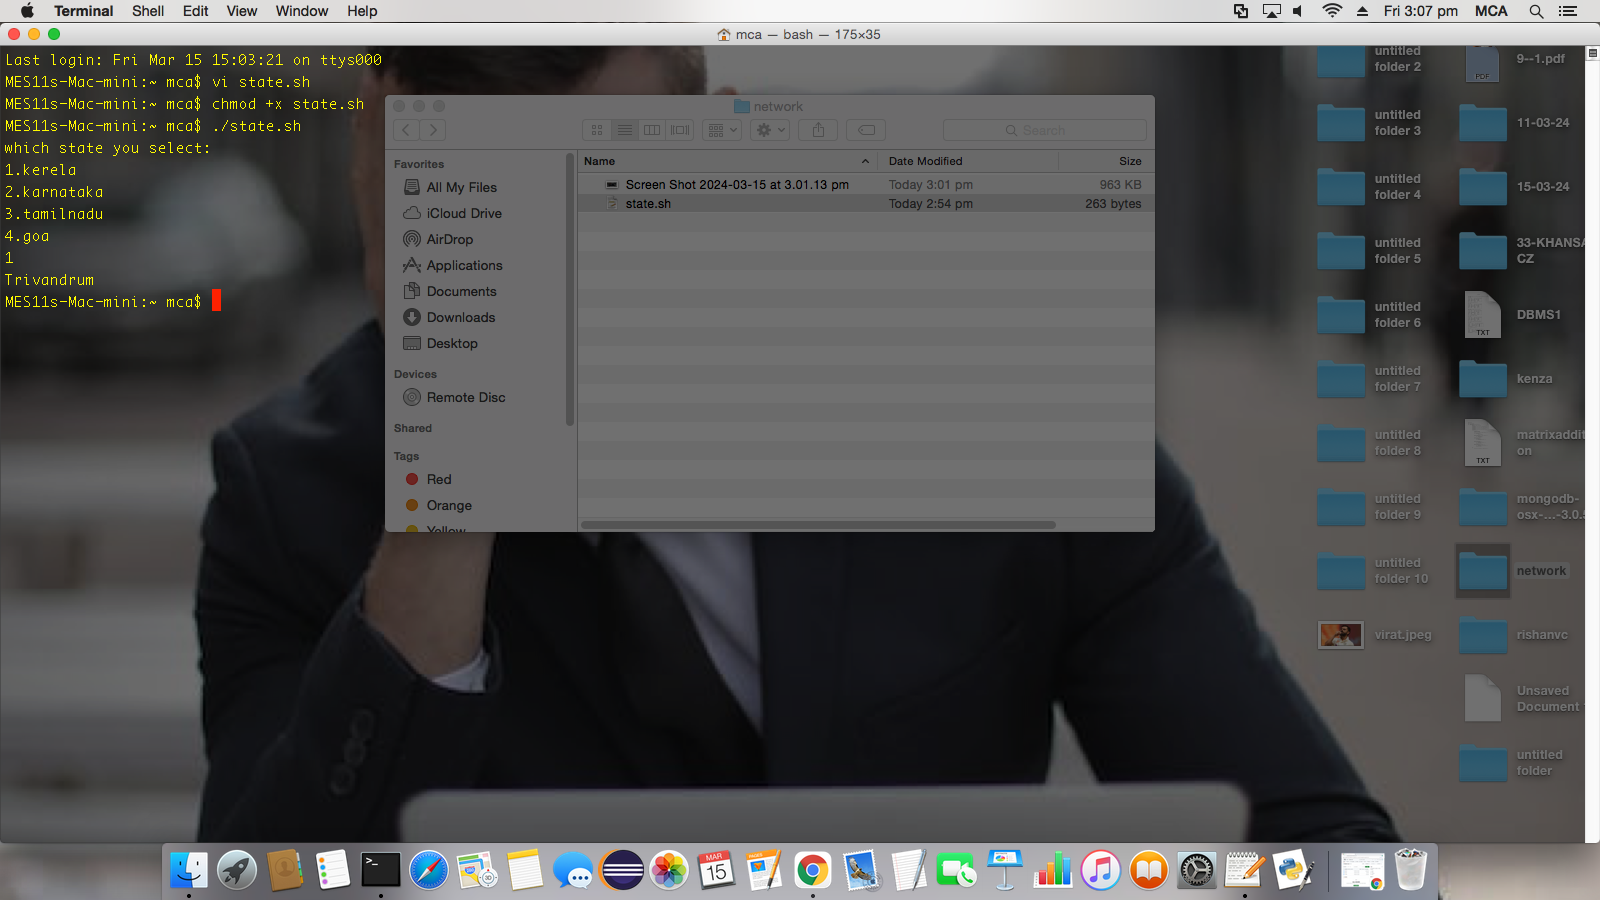 Terminal Shell Edit View Window Help Fri 3:07 pm MCA
mca — bash — 175×35
Last login: Fri Mar 15 15:03:21 on ttys000
MES11s-Mac-mini:~ mca$ vi state.sh
MES11s-Mac-mini:~ mca$ chmod +x state.sh
MES11s-Mac-mini:~ mca$ ./state.sh
which state you select:
1.kerela
2.karnataka
3.tamilnadu
4.goa
1
Trivandrum
MES11s-Mac-mini:~ mca$
network
Search
Favorites
All My Files
iCloud Drive
AirDrop
Applications
Documents
Downloads
Desktop
Devices
Remote Disc
Shared
Tags
Red
Orange
Yellow
Name Date Modified Size
Screen Shot 2024-03-15 at 3.01.13 pm Today 3:01 pm 963 KB
state.sh Today 2:54 pm 263 bytes
untitled
folder 2
untitled
folder 3
untitled
folder 4
untitled
folder 5
untitled
folder 6
untitled
folder 7
untitled
folder 8
untitled
folder 9
untitled
folder 10
virat.jpeg
PDF
9--1.pdf
11-03-24
15-03-24
33-KHANSA
CZ
TXT
DBMS1
kenza
TXT
matrixaddit
on
mongodb-
osx-...-3.0.5
network
rishanvc
Unsaved
Document
untitled
folder
MAR
15